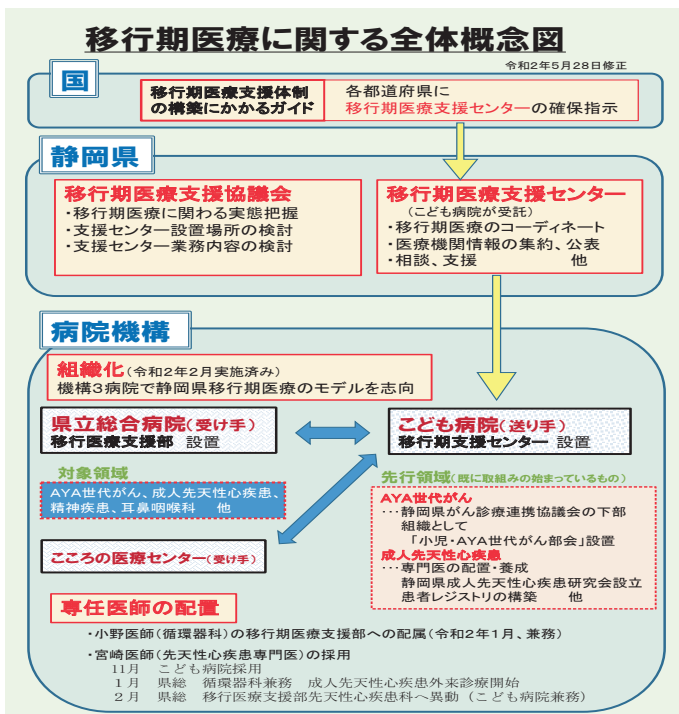 移行期医療に関する全体概念図
令和2年5月28日修正
国
移行期医療支援体制
の構築にかかるガイド
各都道府県に
移行期医療支援センターの確保指示
静岡県
移行期医療支援協議会
・移行期医療に関わる実態把握
・支援センター設置場所の検討
・支援センター業務内容の検討
移行期医療支援センター
(こども病院が受託)
・移行期医療のコーディネート
・医療機関情報の集約、公表
・相談、支援 他
病院機構
組織化(令和2年2月実施済み)
機構3病院で静岡県移行期医療のモデルを志向
県立総合病院(受け手)
移行医療支援部 設置
こども病院(送り手)
移行期支援センター 設置
対象領域
AYA世代がん、成人先天性心疾患、
精神疾患、耳鼻咽喉科 他
こころの医療センター(受け手)
先行領域(既に取組みの始まっているもの)
AYA世代がん
…静岡県がん診療連携協議会の下部
組織として
「小児・AYA世代がん部会」設置
成人先天性心疾患
…専門医の配置・養成
静岡県成人先天性心疾患研究会設立
患者レジストリの構築 他
専任医師の配置
・小野医師(循環器科)の移行期医療支援部への配属(令和2年1月、兼務)
・宮崎医師(先天性心疾患専門医)の採用
11月 こども病院採用
1月 県総 循環器科兼務 成人先天性心疾患外来診療開始
2月 県総 移行医療支援部先天性心疾患科へ異動(こども病院兼務)